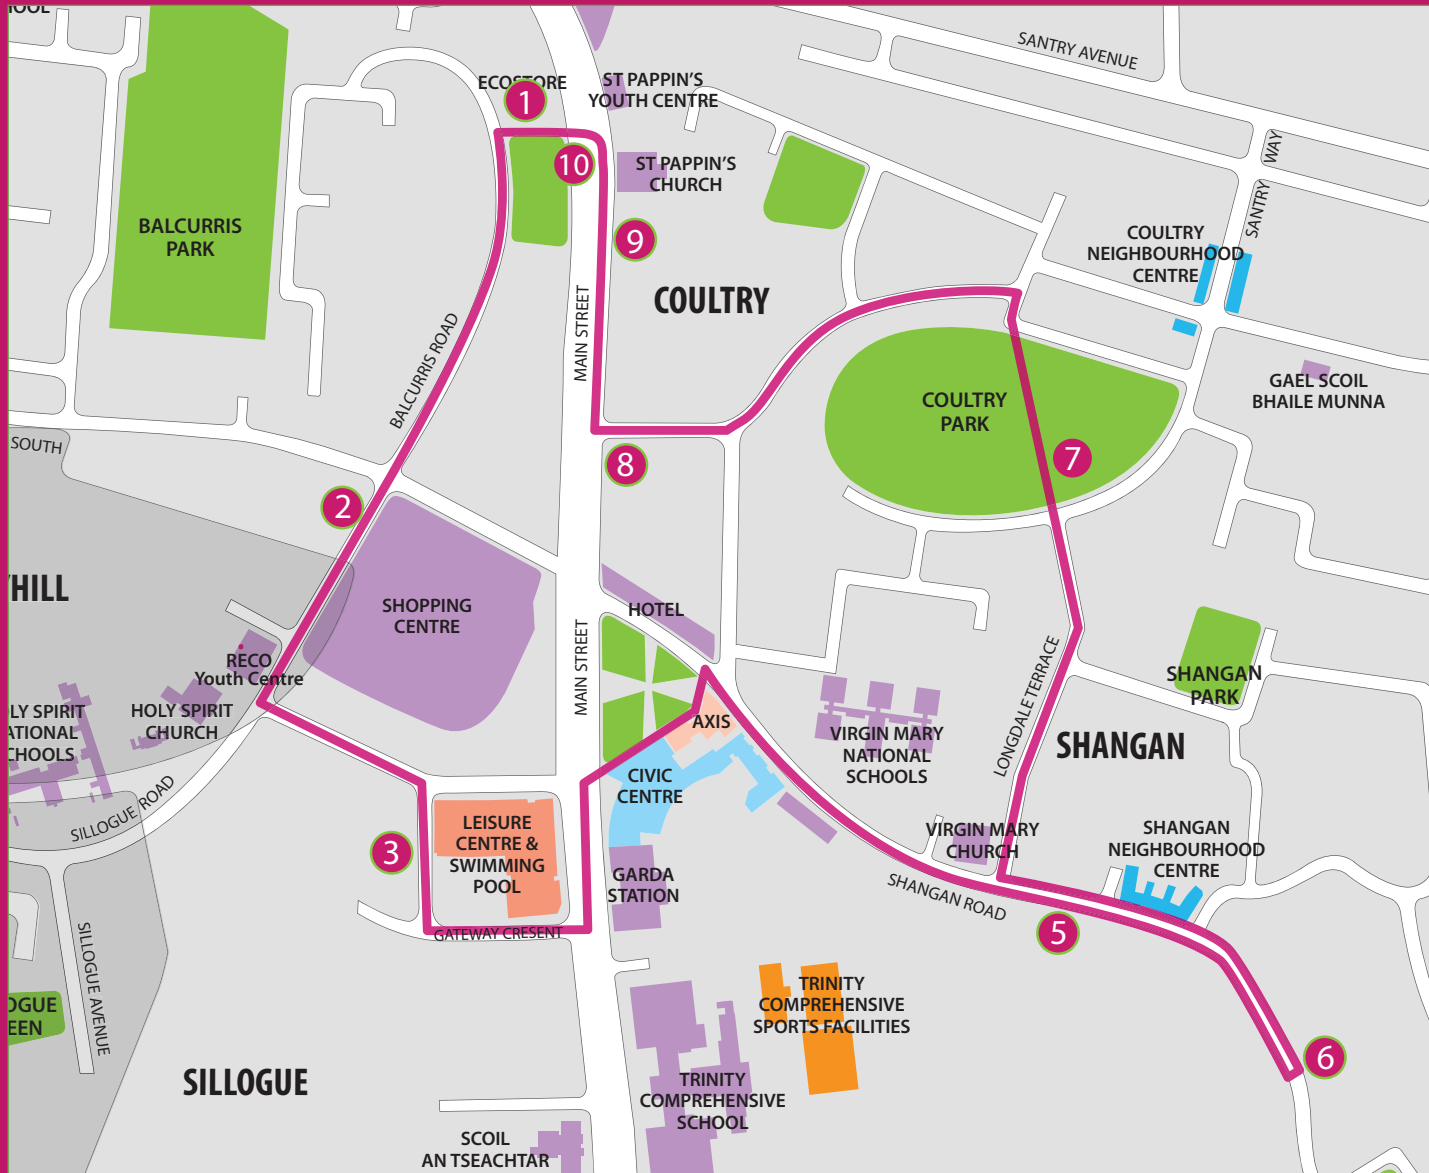 SANTRY AVENUE
ECOSTORE
1
ST PAPPIN'S
YOUTH CENTRE
10
ST PAPPIN'S
CHURCH
SANTRY WAY
BALCURRIS
PARK
9
COULTRY
NEIGHBOURHOOD
CENTRE
COULTRY
MAIN STREET
BALCURRIS ROAD
GAEL SCOIL
BHAILE MUNNA
COULTRY
PARK
SOUTH
8
7
2
SHOPPING
CENTRE
HOTEL
MAIN STREET
RECO
Youth Centre
HOLY SPIRIT
CHURCH
LONGDALE TERRACE
SHANGAN
PARK
AXIS
VIRGIN MARY
NATIONAL
SCHOOLS
SHANGAN
CIVIC
CENTRE
SILLOGUE ROAD
3
LEISURE
CENTRE &
SWIMMING
POOL
VIRGIN MARY
CHURCH
SHANGAN
NEIGHBOURHOOD
CENTRE
GARDA
STATION
SHANGAN ROAD
5
GATEWAY CRESENT
SILLOGUE AVENUE
TRINITY
COMPREHENSIVE
SPORTS FACILITIES
6
SILLOGUE
TRINITY
COMPREHENSIVE
SCHOOL
SCOIL
AN TSEACHTAR